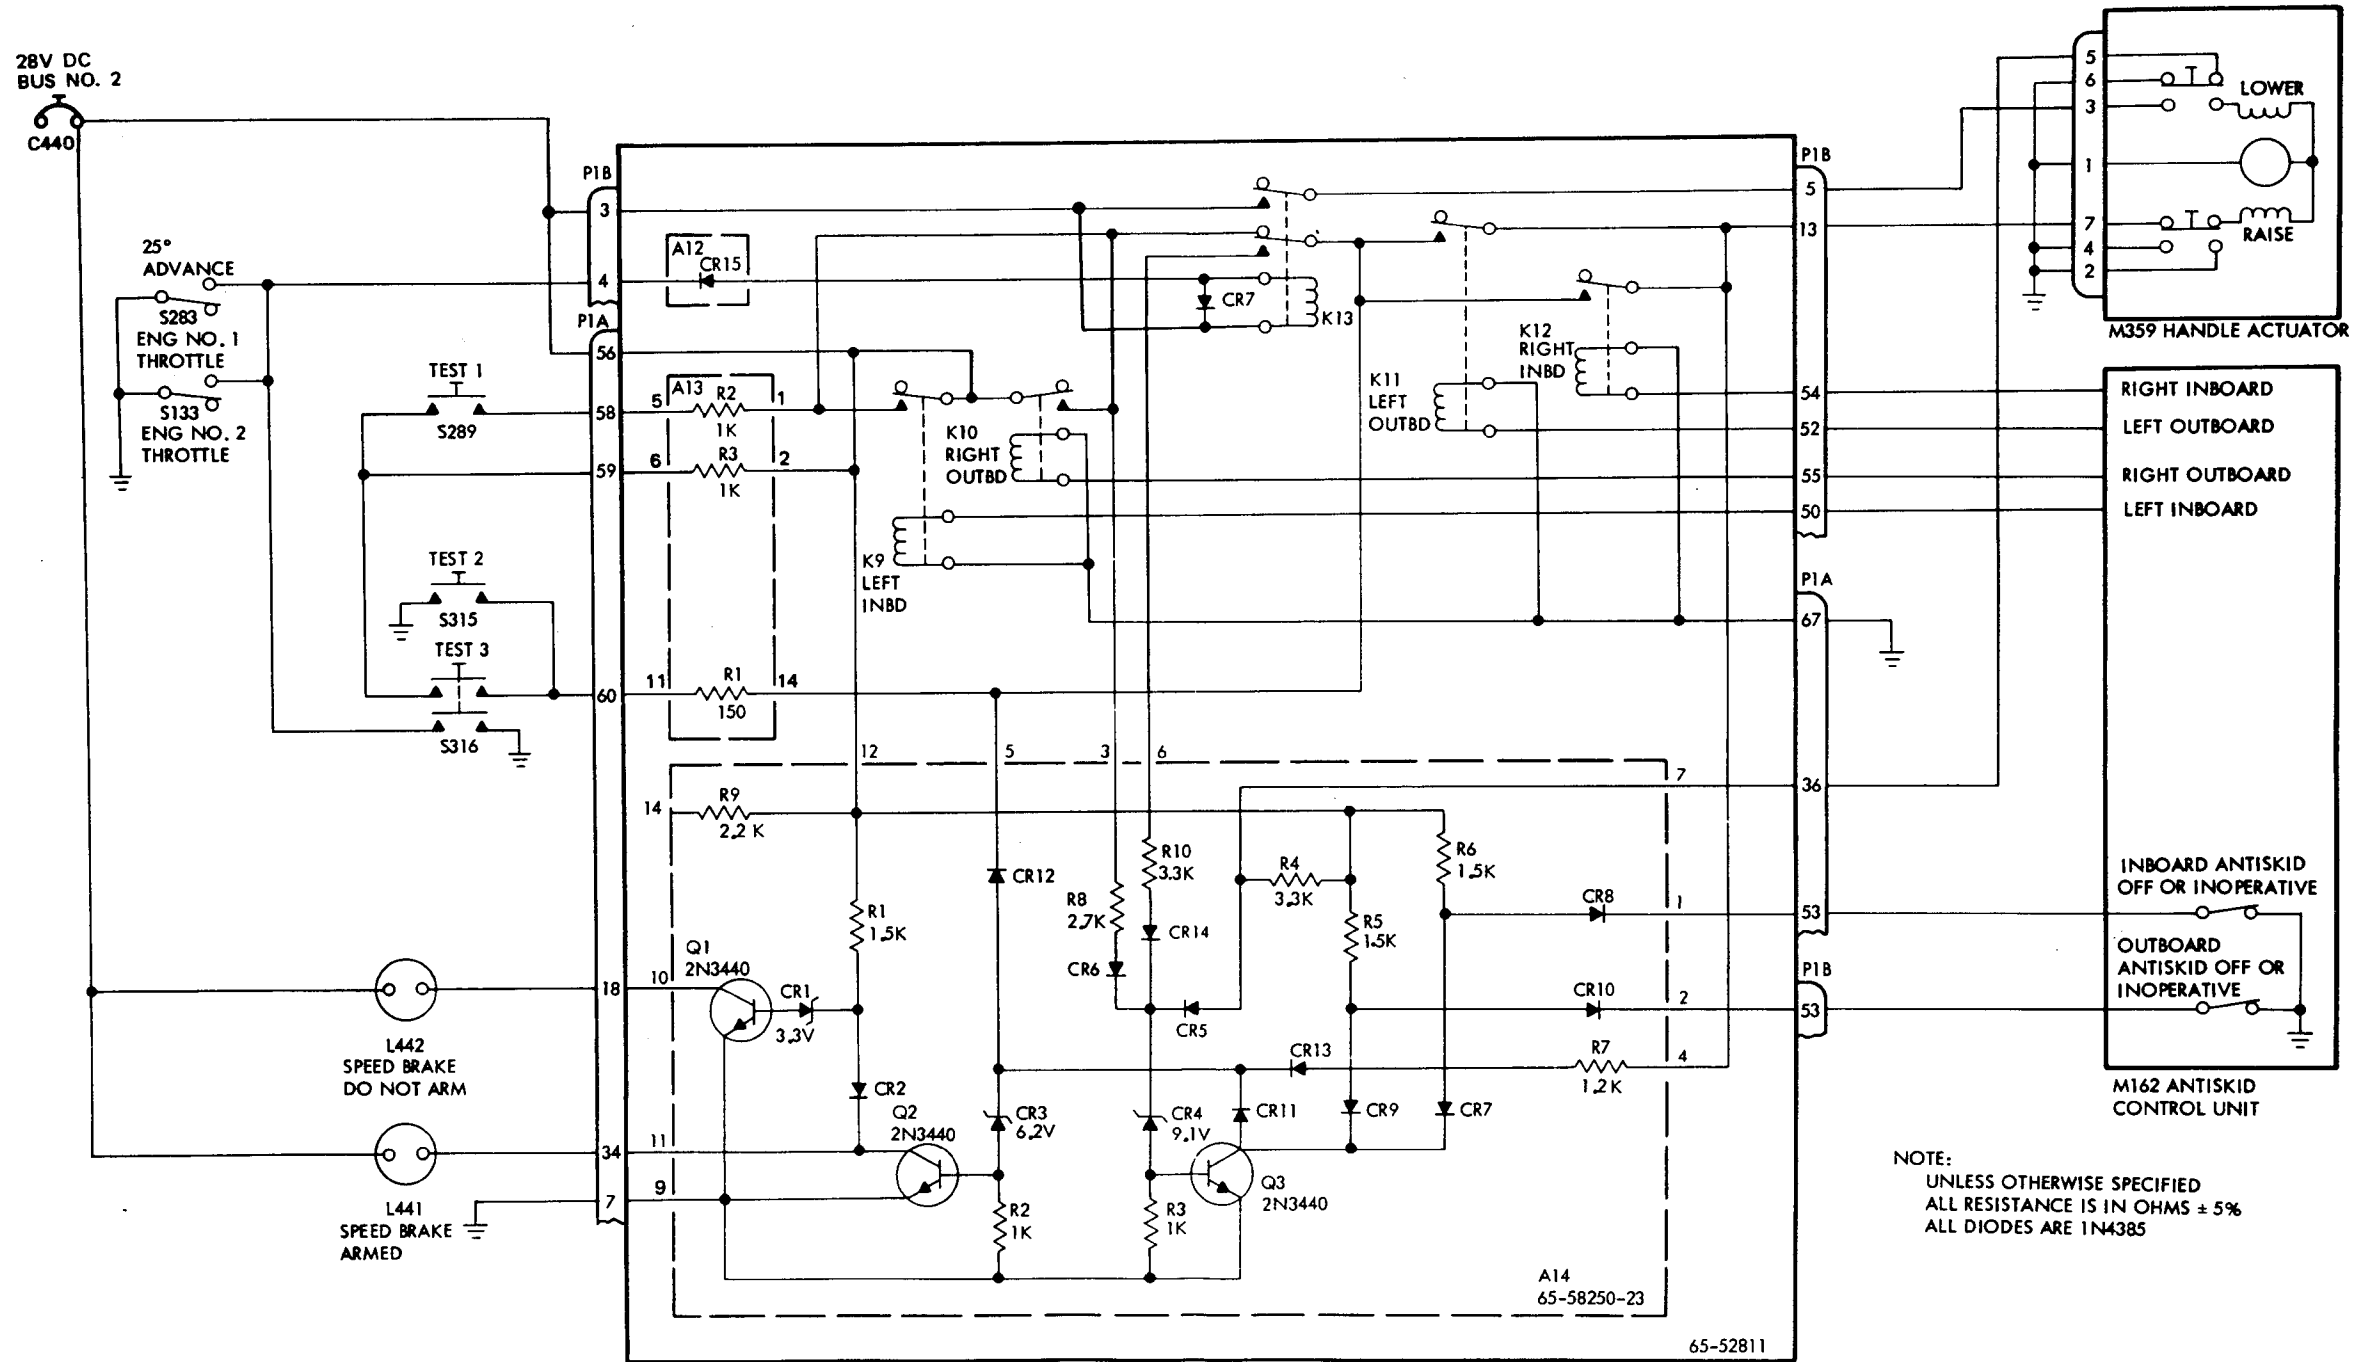 28V DC
BUS NO. 2
C440
25°
ADVANCE
S283
ENG NO. 1
THROTTLE
S133
ENG NO. 2
THROTTLE
TEST 1
S289
TEST 2
S315
TEST 3
S316
L442
SPEED BRAKE
DO NOT ARM
L441
SPEED BRAKE
ARMED
P1B
3
4
P1A
56
58
59
60
18
34
7
A12
CR15
A13
5
R2
1
1K
6
R3
2
1K
11
R1
14
150
K9
LEFT
INBD
K10
RIGHT
OUTBD
CR7
K13
K11
LEFT
OUTBD
K12
RIGHT
INBD
12
5
3
6
7
14
R9
2.2 K
R1
1.5K
CR12
R8
2.7K
R10
3.3K
CR14
CR6
CR5
R4
3.3K
R5
1.5K
R6
1.5K
CR8
1
CR10
2
Q1
2N3440
10
CR1
3.3V
CR2
11
9
Q2
2N3440
CR3
6.2V
R2
1K
CR4
9.1V
R3
1K
CR11
CR13
R7
1.2K
4
CR9
CR7
Q3
2N3440
A14
65-58250-23
65-52811
P1B
5
13
54
52
55
50
P1A
67
36
53
P1B
53
5
6
3
1
7
4
2
LOWER
RAISE
M359 HANDLE ACTUATOR
RIGHT INBOARD
LEFT OUTBOARD
RIGHT OUTBOARD
LEFT INBOARD
INBOARD ANTISKID
OFF OR INOPERATIVE
OUTBOARD
ANTISKID OFF OR
INOPERATIVE
M162 ANTISKID
CONTROL UNIT
NOTE:
UNLESS OTHERWISE SPECIFIED
ALL RESISTANCE IS IN OHMS ± 5%
ALL DIODES ARE 1N4385